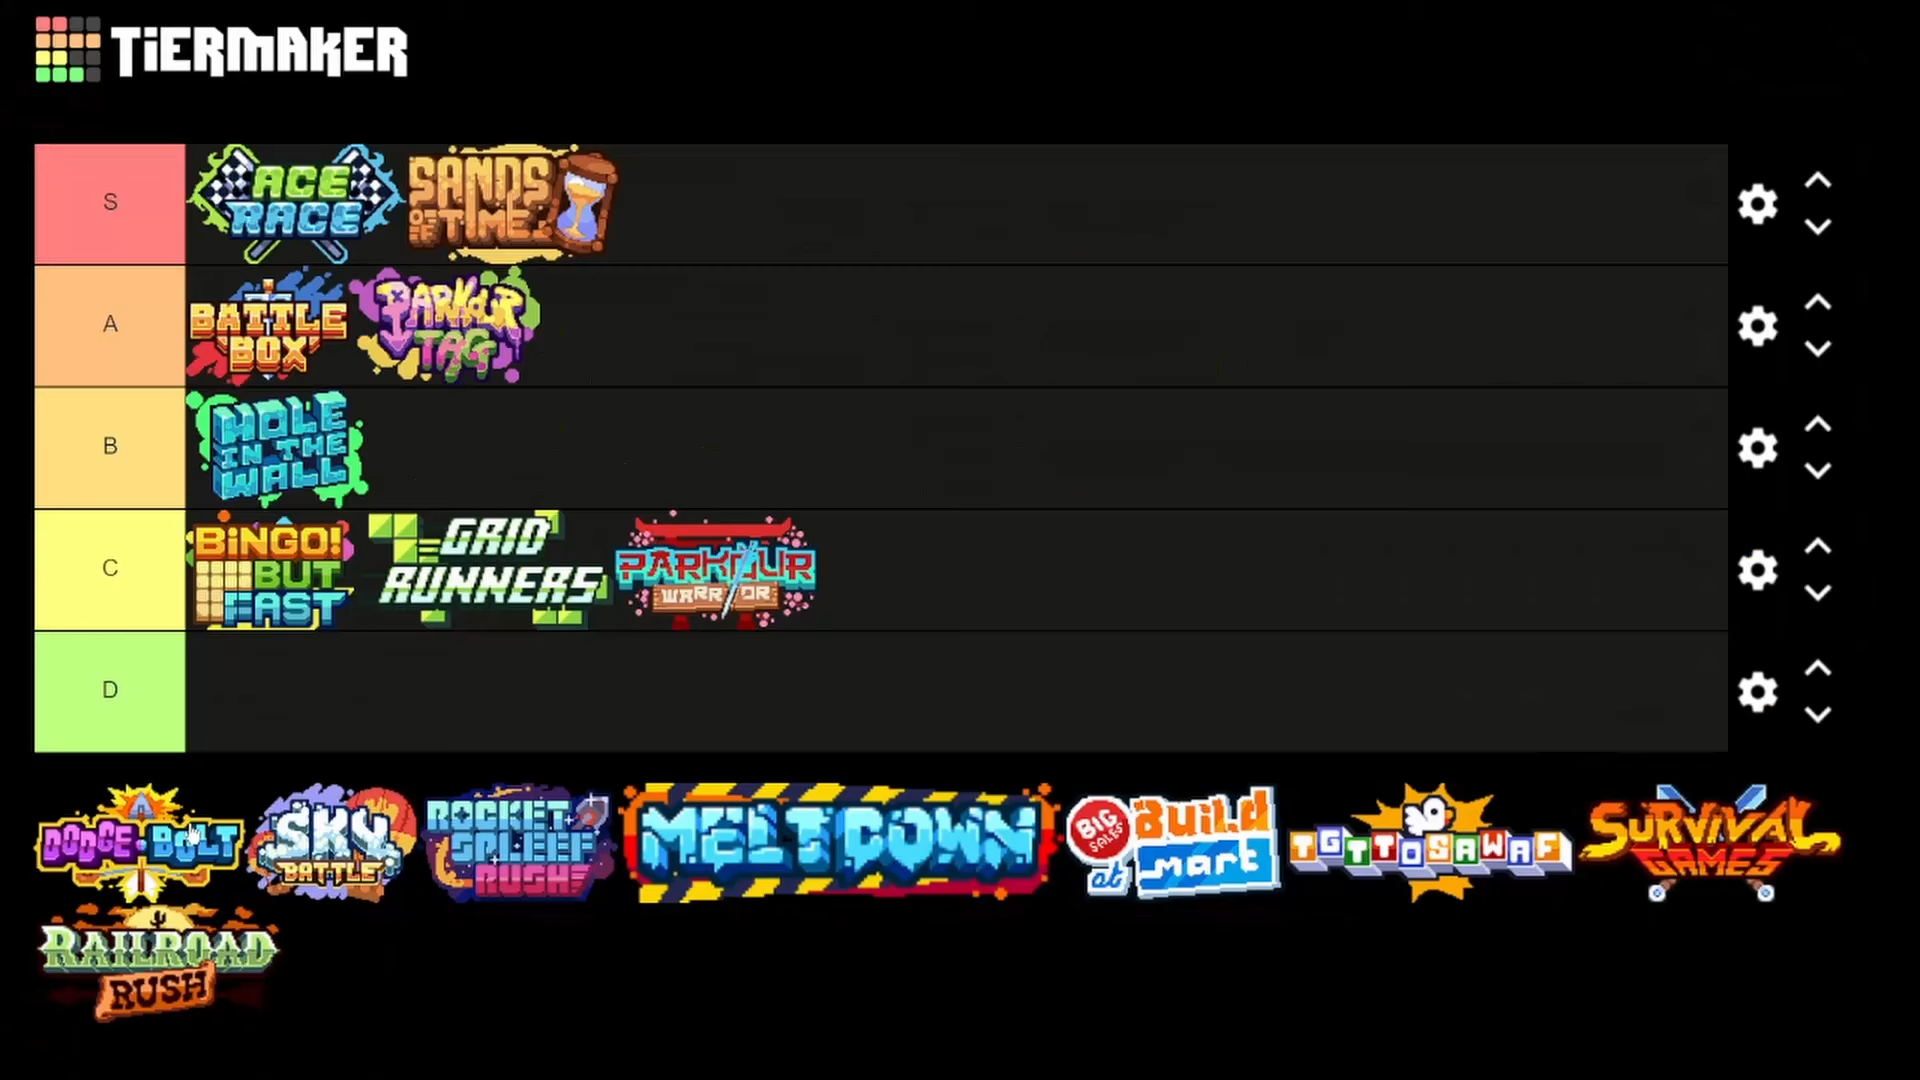 TiERMAKER
S
ACE
RACE
SANDS
OF TIME
A
BATTLE
BOX
PARKOUR
TAG
B
HOLE
IN THE
WALL
C
BiNGO!
BUT
FAST
GRID
RUNNERS
PARKOUR
WARRIOR
D
DODGE BOLT
SKY
BATTLE
ROCKET
SPLEEF
RUSH
MELTDOWN
BIG
SALES
Build
at mart
TGTTOSAWAF
SURVIVAL
GAMES
RAILROAD
RUSH